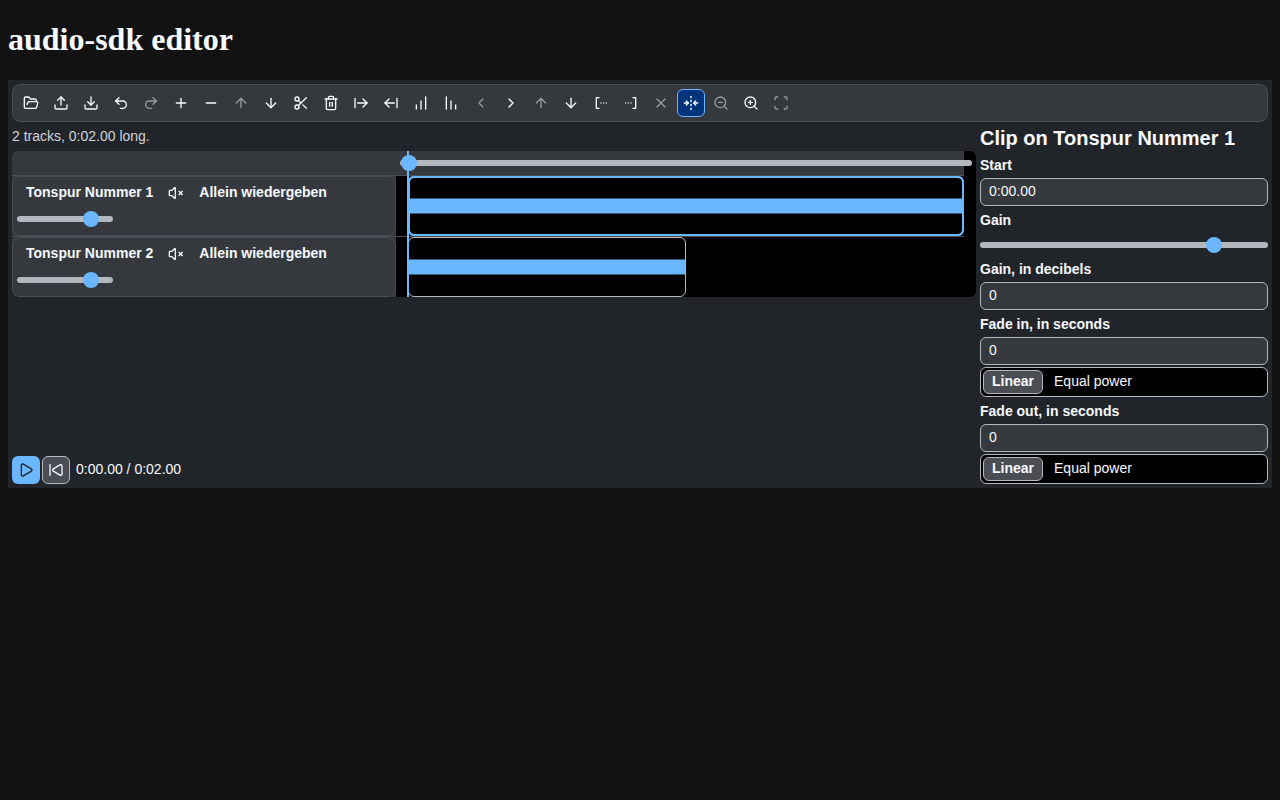 audio-sdk editor
2 tracks, 0:02.00 long.
Clip on Tonspur Nummer 1
Start
0:00.00
Gain
Gain, in decibels
0
Fade in, in seconds
0
Linear Equal power
Fade out, in seconds
0
Linear Equal power
Tonspur Nummer 1 Allein wiedergeben
Tonspur Nummer 2 Allein wiedergeben
0:00.00 / 0:02.00